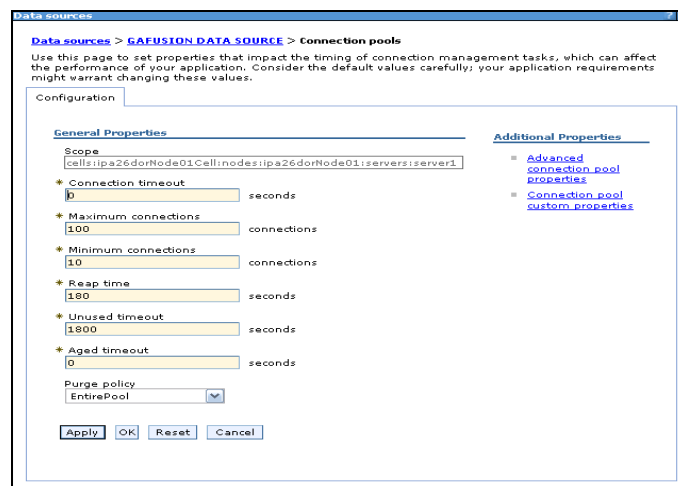 Data sources ?
Data sources > GAFUSION DATA SOURCE > Connection pools
Use this page to set properties that impact the timing of connection management tasks, which can affect
the performance of your application. Consider the default values carefully; your application requirements
might warrant changing these values.
Configuration
General Properties
Scope
cells:ipa26dorNode01Cell:nodes:ipa26dorNode01:servers:server1
* Connection timeout
0 seconds
* Maximum connections
100 connections
* Minimum connections
10 connections
* Reap time
180 seconds
* Unused timeout
1800 seconds
* Aged timeout
0 seconds
Purge policy
EntirePool
Apply OK Reset Cancel
Additional Properties
Advanced
connection pool
properties
Connection pool
custom properties